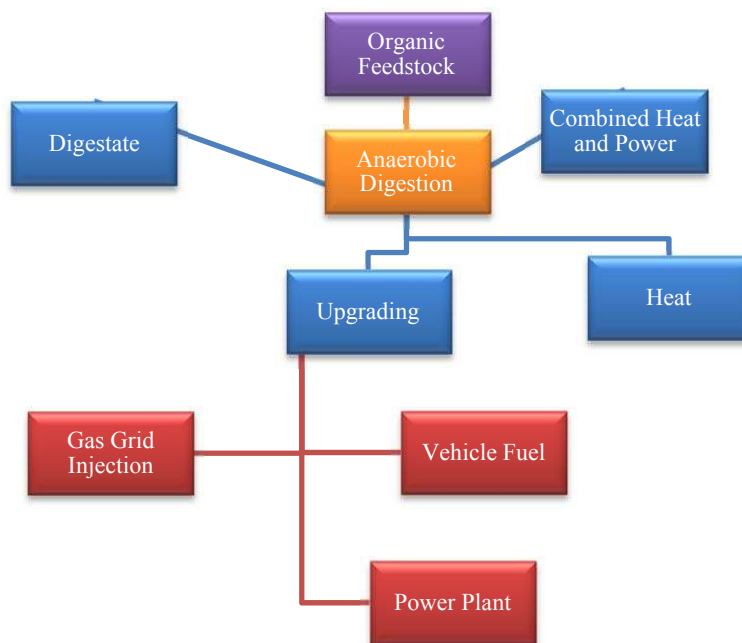 Organic
Feedstock
Digestate
Combined Heat
and Power
Anaerobic
Digestion
Upgrading
Heat
Gas Grid
Injection
Vehicle Fuel
Power Plant